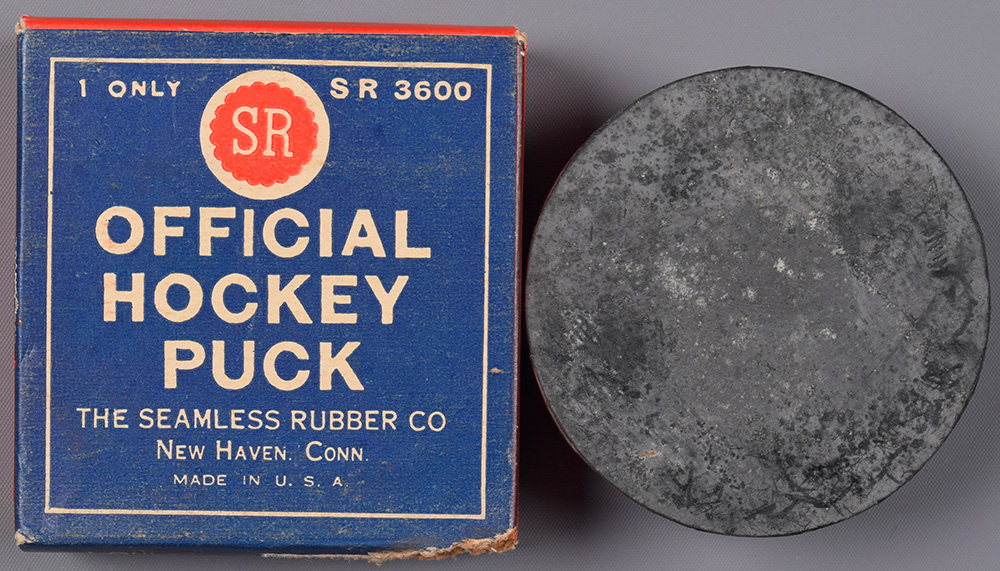 1 ONLY SR SR 3600
OFFICIAL
HOCKEY
PUCK
THE SEAMLESS RUBBER CO
NEW HAVEN. CONN.
MADE IN U. S. A